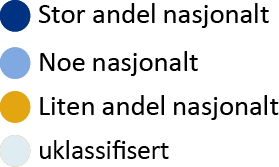 Stor andel nasjonalt
Noe nasjonalt
Liten andel nasjonalt
uklassifisert